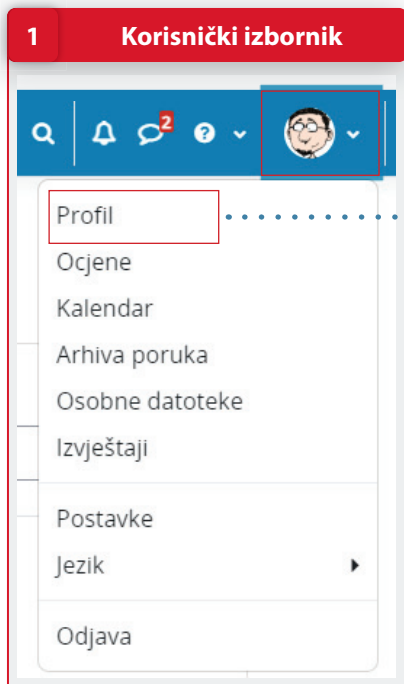 1 Korisnički izbornik
2
Profil
Ocjene
Kalendar
Arhiva poruka
Osobne datoteke
Izvještaji
Postavke
Jezik
Odjava